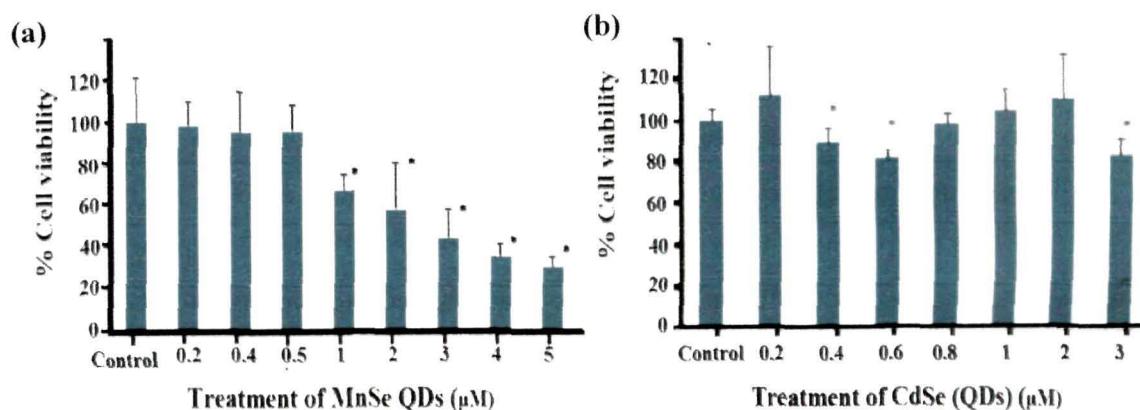 (a)
% Cell viability
120
100
80
60
40
20
0
* * * * *
Control 0.2 0.4 0.5 1 2 3 4 5
Treatment of MnSe QDs (µM)
(b)
% Cell viability
120
100
80
60
40
20
0
* * *
Control 0.2 0.4 0.6 0.8 1 2 3
Treatment of CdSe (QDs) (µM)